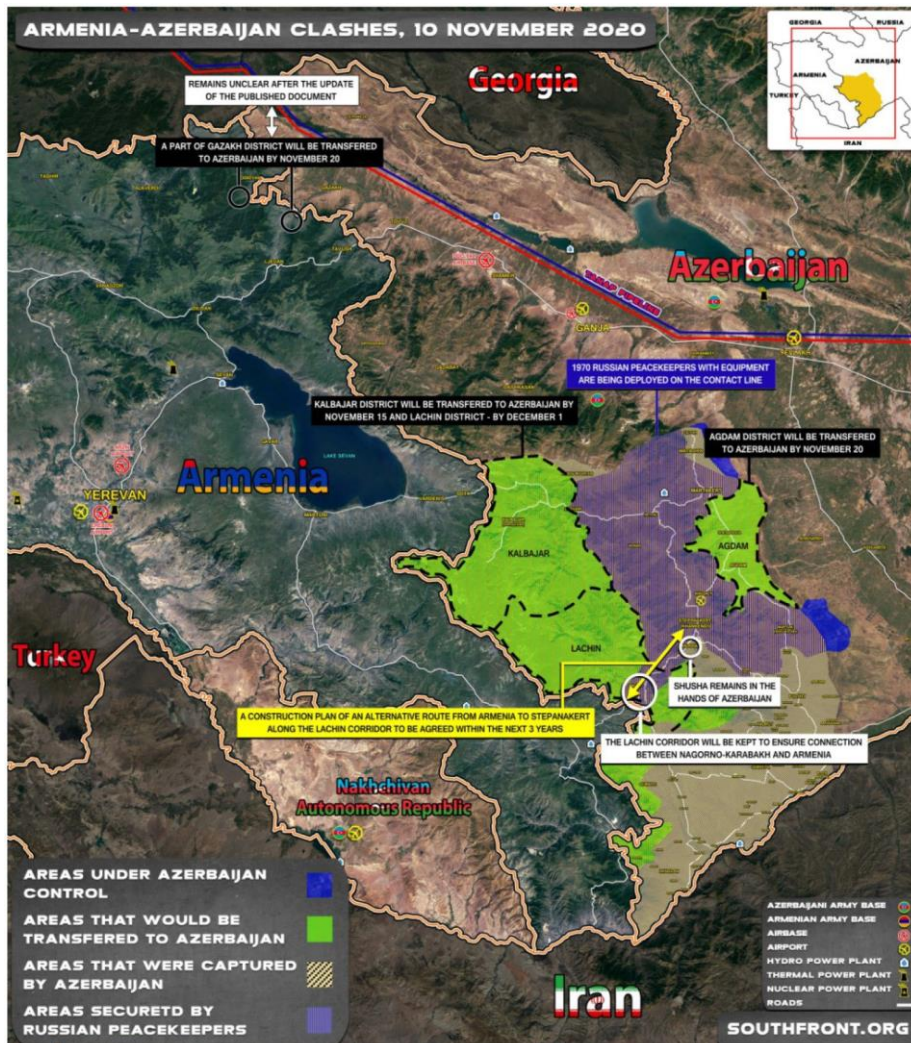 ARMENIA-AZERBAIJAN CLASHES, 10 NOVEMBER 2020
GEORGIA
RUSSIA
AZERBAIJAN
ARMENIA
TURKEY
IRAN
Georgia
REMAINS UNCLEAR AFTER THE UPDATE
OF THE PUBLISHED DOCUMENT
A PART OF GAZAKH DISTRICT WILL BE TRANSFERED
TO AZERBAIJAN BY NOVEMBER 20
Azerbaijan
TANAP PIPELINE
GANJA
1970 RUSSIAN PEACEKEEPERS WITH EQUIPMENT
ARE BEING DEPLOYED ON THE CONTACT LINE
KALBAJAR DISTRICT WILL BE TRANSFERED TO AZERBAIJAN BY
NOVEMBER 15 AND LACHIN DISTRICT - BY DECEMBER 1
AGDAM DISTRICT WILL BE TRANSFERED
TO AZERBAIJAN BY NOVEMBER 20
LAKE SEVAN
Armenia
YEREVAN
KALBAJAR
AGDAM
LACHIN
Turkey
SHUSHA REMAINS IN THE
HANDS OF AZERBAIJAN
A CONSTRUCTION PLAN OF AN ALTERNATIVE ROUTE FROM ARMENIA TO STEPANAKERT
ALONG THE LACHIN CORRIDOR TO BE AGREED WITHIN THE NEXT 3 YEARS
THE LACHIN CORRIDOR WILL BE KEPT TO ENSURE CONNECTION
BETWEEN NAGORNO-KARABAKH AND ARMENIA
Nakhchivan
Autonomous Republic
Iran
AREAS UNDER AZERBAIJAN
CONTROL
AREAS THAT WOULD BE
TRANSFERED TO AZERBAIJAN
AREAS THAT WERE CAPTURED
BY AZERBAIJAN
AREAS SECURETD BY
RUSSIAN PEACEKEEPERS
AZERBAIJANI ARMY BASE
ARMENIAN ARMY BASE
AIRBASE
AIRPORT
HYDRO POWER PLANT
THERMAL POWER PLANT
NUCLEAR POWER PLANT
ROADS
SOUTHFRONT.ORG